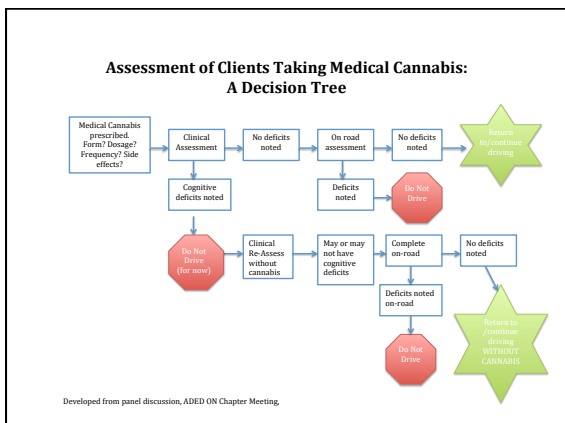 Assessment of Clients Taking Medical Cannabis:
A Decision Tree
Medical Cannabis
prescribed.
Form? Dosage?
Frequency? Side
effects?
Clinical
Assessment
No deficits
noted
On road
assessment
No deficits
noted
Return
to/continue
driving
Cognitive
deficits noted
Deficits
noted
Do Not
Drive
Do Not
Drive
(for now)
Clinical
Re-Assess
without
cannabis
May or may
not have
cognitive
deficits
Complete
on-road
No deficits
noted
Deficits noted
on-road
Do Not
Drive
Return to
/continue
driving
WITHOUT
CANNABIS
Developed from panel discussion, ADED ON Chapter Meeting,